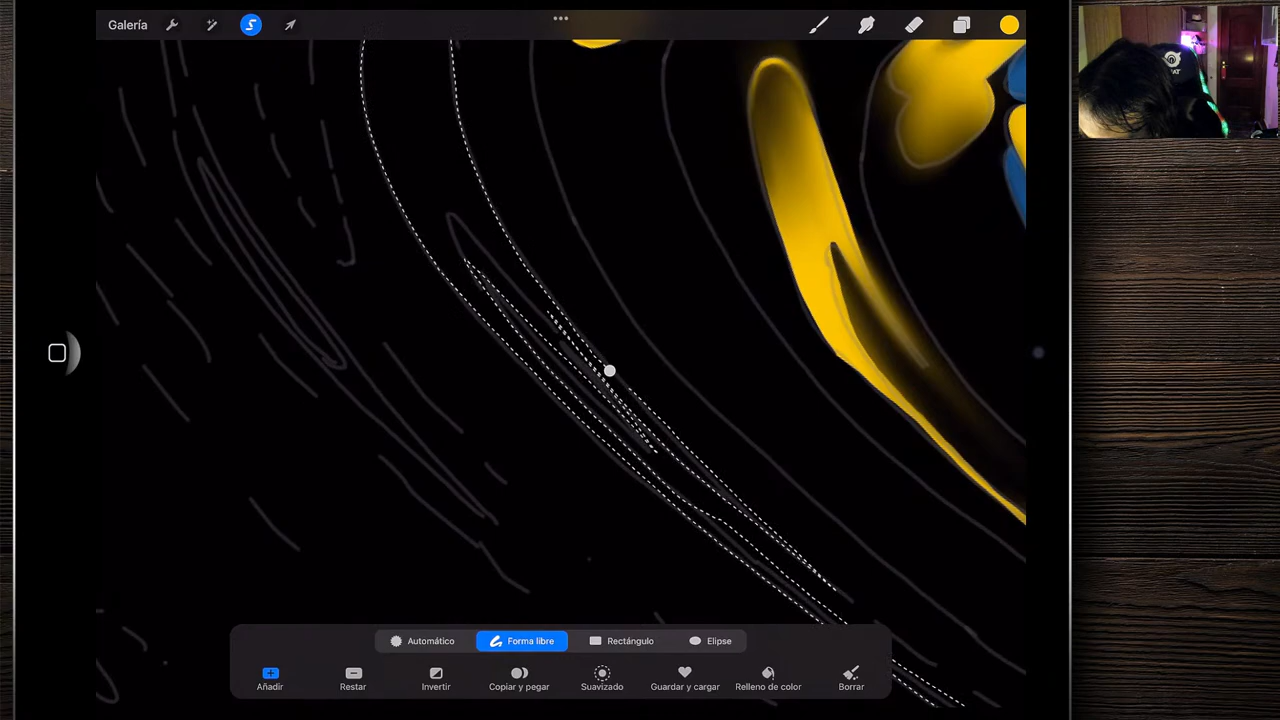 Galería
Automático
Forma libre
Rectángulo
Elipse
Añadir
Restar
Invertir
Copiar y pegar
Suavizado
Guardar y cargar
Relleno de color
Borrar